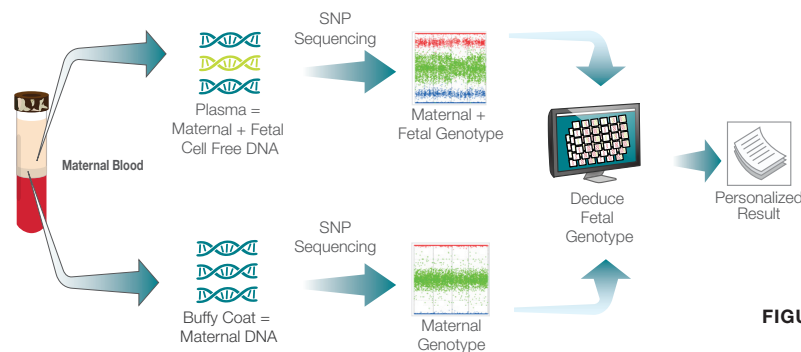 SNP
Sequencing
Plasma =
Maternal + Fetal
Cell Free DNA
Maternal +
Fetal Genotype
Maternal Blood
Deduce
Fetal
Genotype
Personalized
Result
SNP
Sequencing
Buffy Coat =
Maternal DNA
Maternal
Genotype